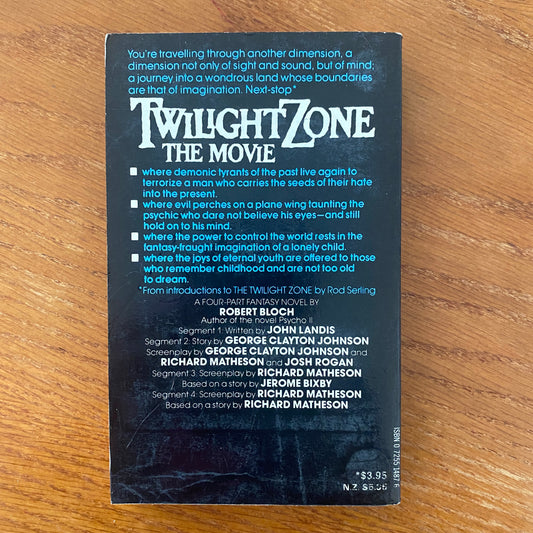 You're travelling through another dimension, a
dimension not only of sight and sound, but of mind;
a journey into a wondrous land whose boundaries
are that of imagination. Next-stop*
TWILIGHT ZONE
THE MOVIE
where demonic tyrants of the past live again to
terrorize a man who carries the seeds of their hate
into the present.
where evil perches on a plane wing taunting the
psychic who dare not believe his eyes—and still
hold on to his mind.
where the power to control the world rests in the
fantasy-fraught imagination of a lonely child.
where the joys of eternal youth are offered to those
who remember childhood and are not too old
to dream.
*From introductions to THE TWILIGHT ZONE by Rod Serling
A FOUR-PART FANTASY NOVEL BY
ROBERT BLOCH
Author of the novel Psycho II
Segment 1: Written by JOHN LANDIS
Segment 2: Story by GEORGE CLAYTON JOHNSON
Screenplay by GEORGE CLAYTON JOHNSON and
RICHARD MATHESON and JOSH ROGAN
Segment 3: Screenplay by RICHARD MATHESON
Based on a story by JEROME BIXBY
Segment 4: Screenplay by RICHARD MATHESON
Based on a story by RICHARD MATHESON
ISBN 0 7255 1487 6
*$3.95
N.Z.